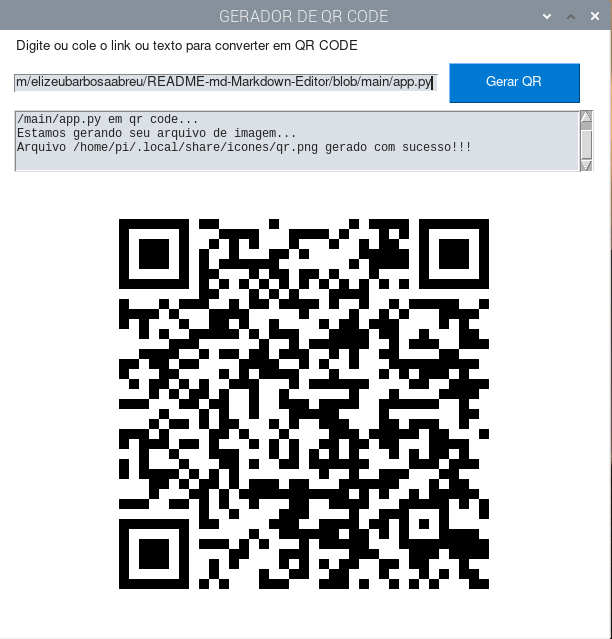 GERADOR DE QR CODE
Digite ou cole o link ou texto para converter em QR CODE
m/elizeubarbosaabreu/README-md-Markdown-Editor/blob/main/app.py
Gerar QR
/main/app.py em qr code...
Estamos gerando seu arquivo de imagem...
Arquivo /home/pi/.local/share/icones/qr.png gerado com sucesso!!!